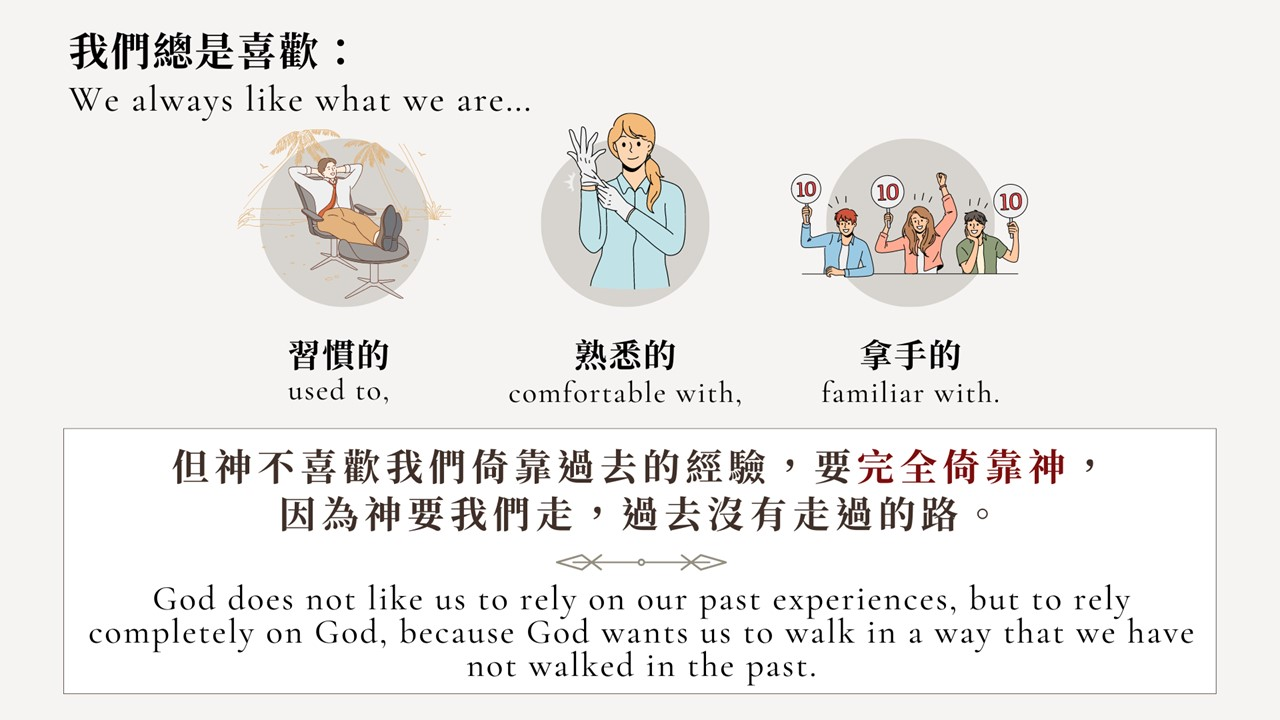 我們總是喜歡：
We always like what we are...
10
10
10
習慣的
used to,
熟悉的
comfortable with,
拿手的
familiar with.
但神不喜歡我們倚靠過去的經驗，要完全倚靠神，
因為神要我們走，過去沒有走過的路。
God does not like us to rely on our past experiences, but to rely
completely on God, because God wants us to walk in a way that we have
not walked in the past.